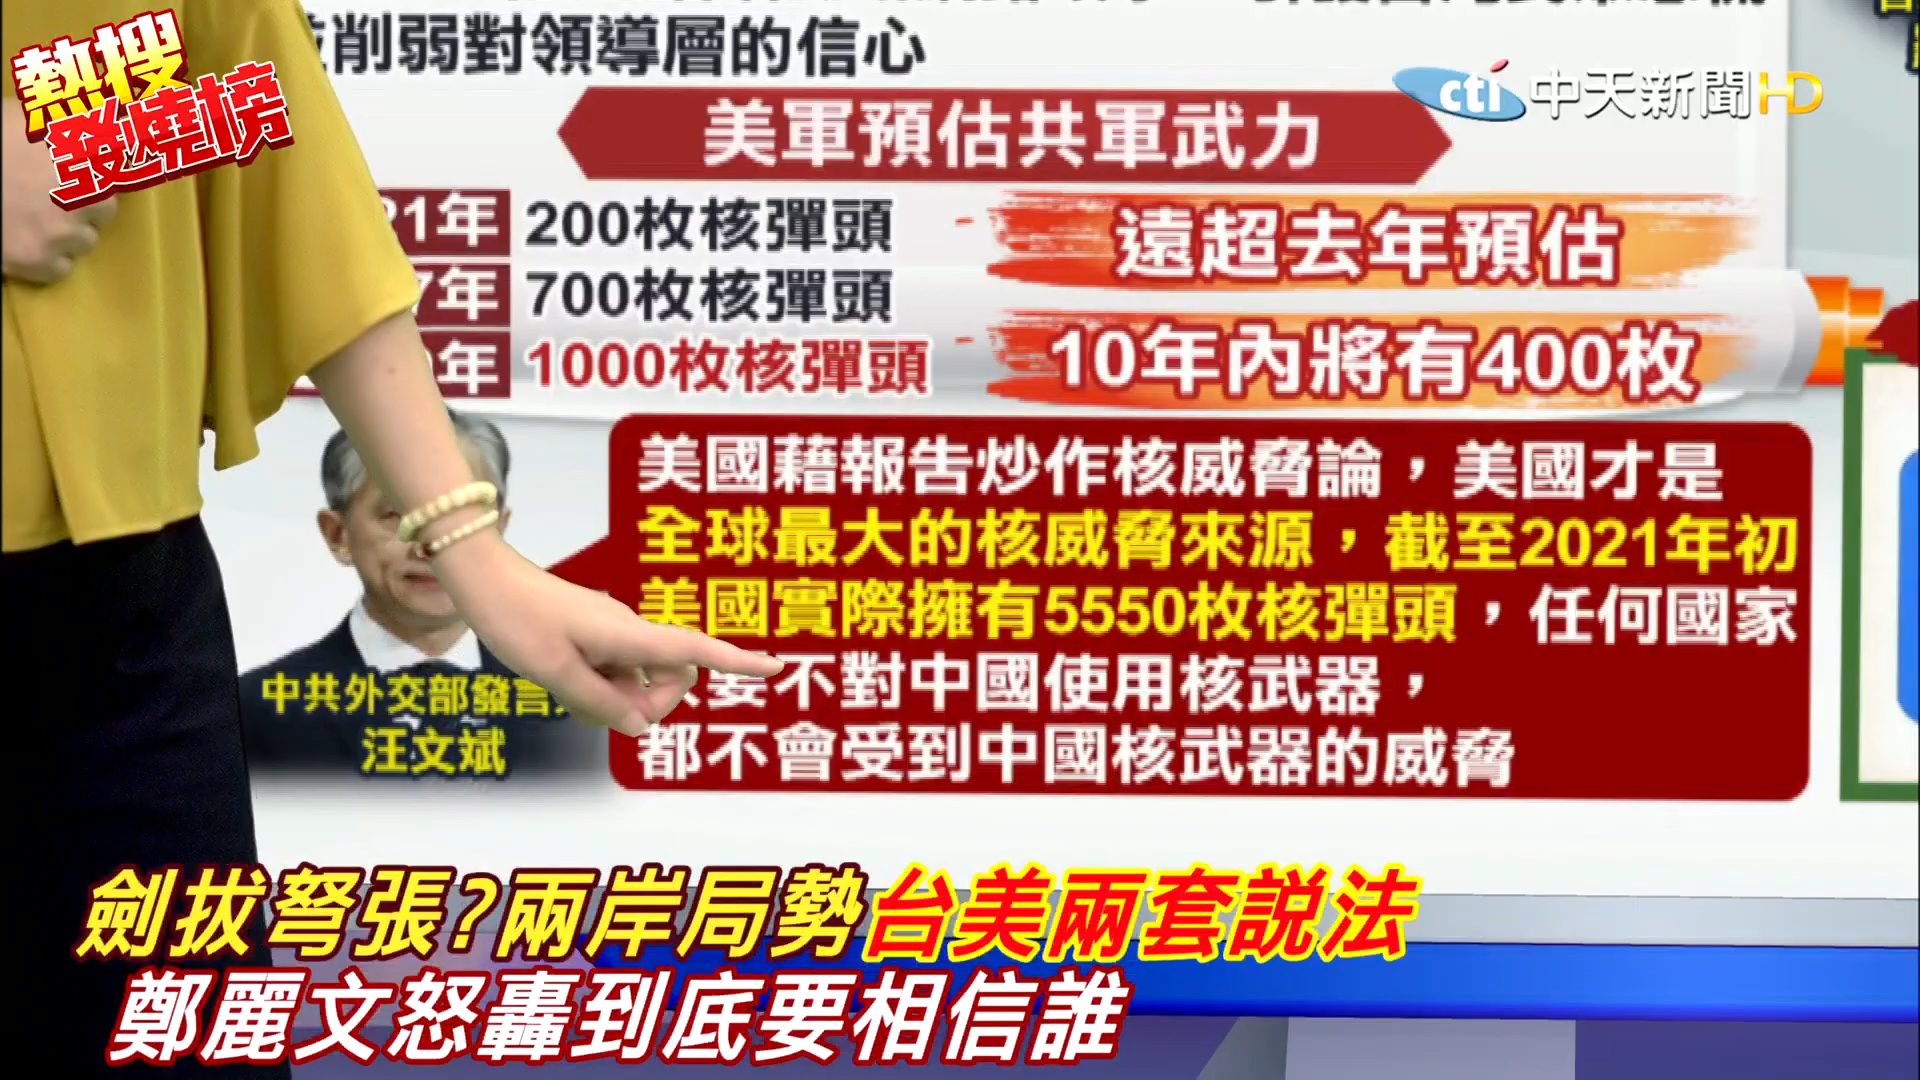 削弱對領導層的信心
熱搜
發燒榜
cti 中天新聞HD
美軍預估共軍武力
1年 200枚核彈頭
遠超去年預估
7年 700枚核彈頭
年 1000枚核彈頭
10年內將有400枚
美國藉報告炒作核威脅論，美國才是
全球最大的核威脅來源，截至2021年初
美國實際擁有5550枚核彈頭，任何國家
要不對中國使用核武器，
都不會受到中國核武器的威脅
中共外交部發言
汪文斌
劍拔弩張?兩岸局勢台美兩套說法
鄭麗文怒轟到底要相信誰